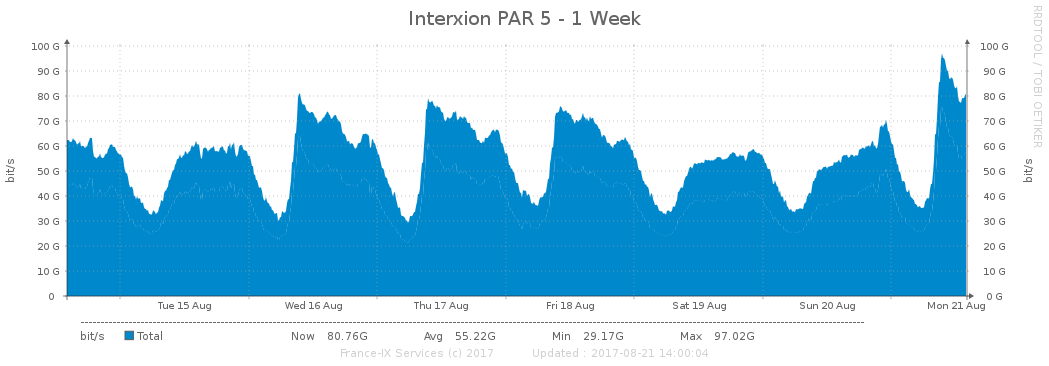 Interxion PAR 5 - 1 Week
RRDTOOL / TOBI OETIKER
bit/s
100 G 100 G
90 G 90 G
80 G 80 G
70 G 70 G
60 G 60 G
50 G 50 G
40 G 40 G
30 G 30 G
20 G 20 G
10 G 10 G
0 0 G
bit/s
Tue 15 Aug Wed 16 Aug Thu 17 Aug Fri 18 Aug Sat 19 Aug Sun 20 Aug Mon 21 Aug
bit/s Total Now 80.76G Avg 55.22G Min 29.17G Max 97.02G
France-IX Services (c) 2017 Updated : 2017-08-21 14:00:04